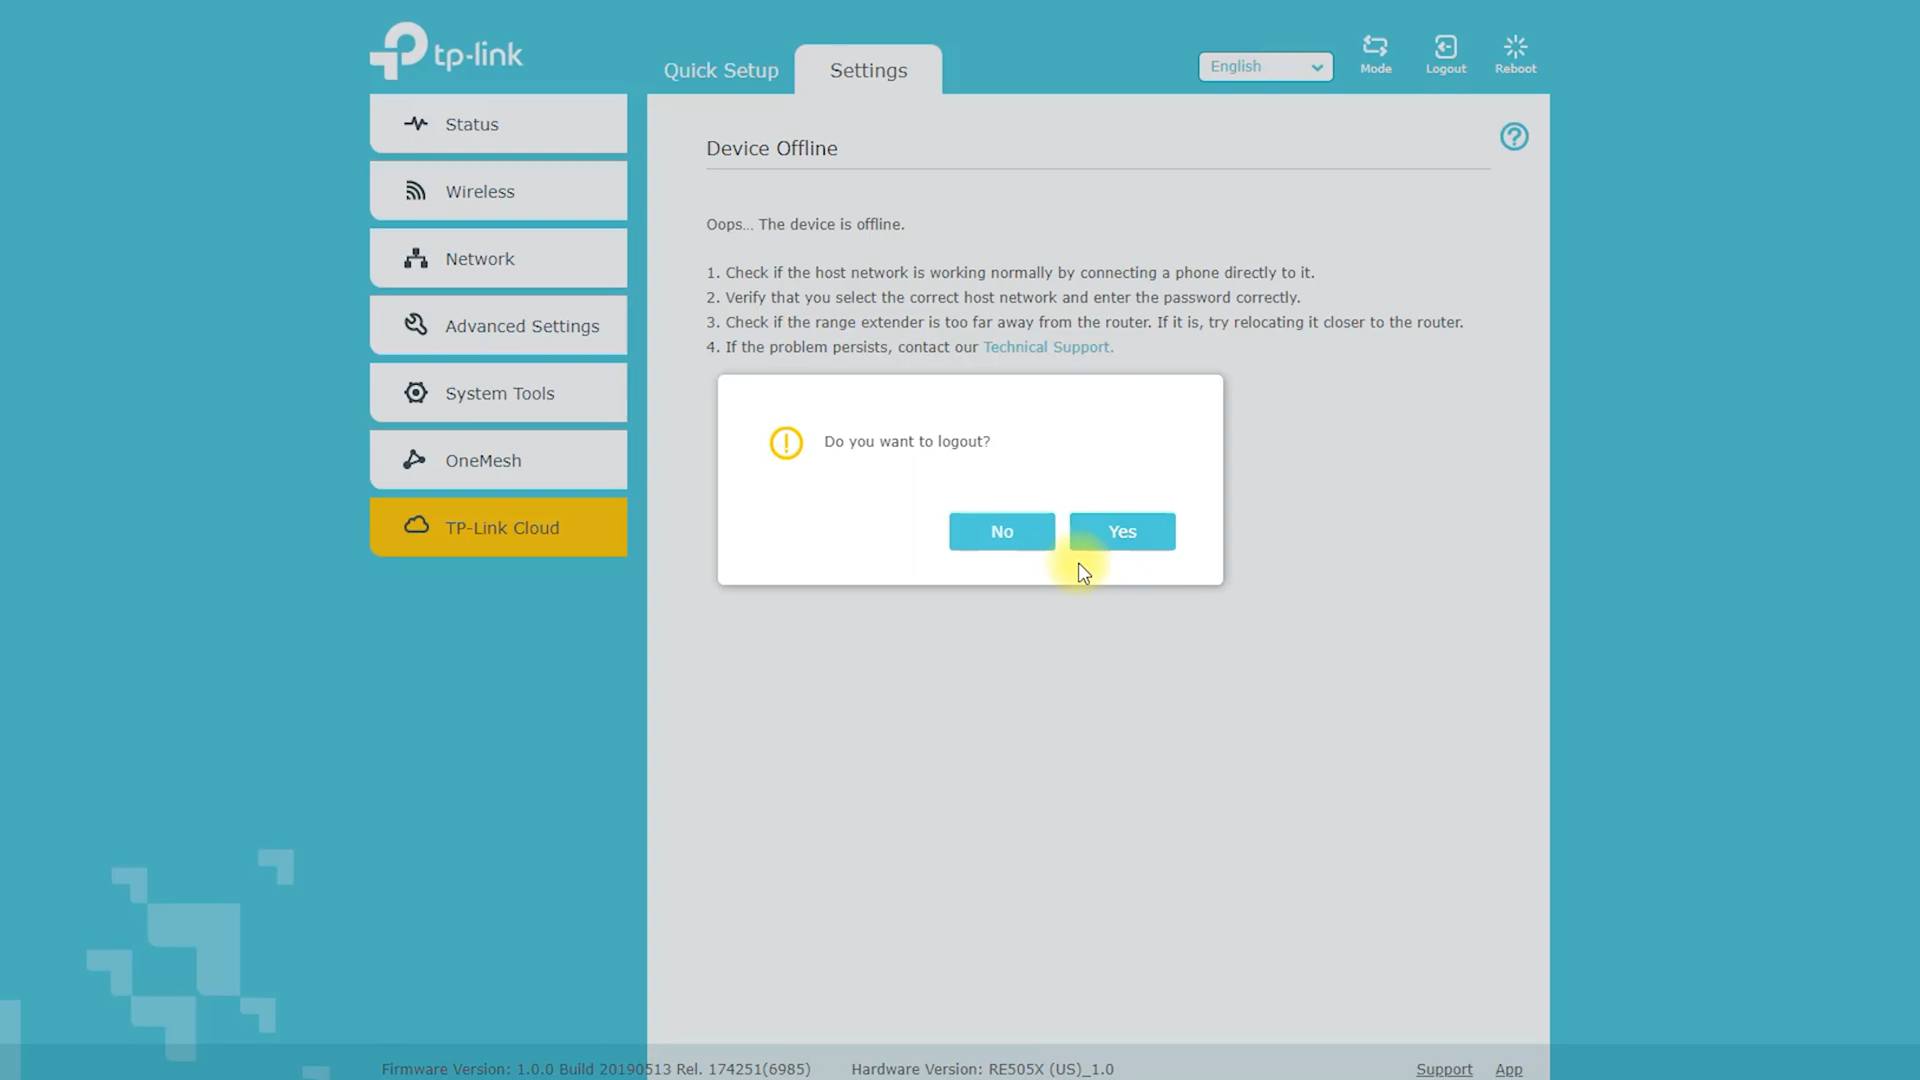 tp-link
Quick Setup
Settings
English
Mode
Logout
Reboot
Status
Wireless
Network
Advanced Settings
System Tools
OneMesh
TP-Link Cloud
Device Offline
Oops... The device is offline.
1. Check if the host network is working normally by connecting a phone directly to it.
2. Verify that you select the correct host network and enter the password correctly.
3. Check if the range extender is too far away from the router. If it is, try relocating it closer to the router.
4. If the problem persists, contact our Technical Support.
Do you want to logout?
No
Yes
Firmware Version: 1.0.0 Build 20190513 Rel. 174251(6985)
Hardware Version: RE505X (US)_1.0
Support
App